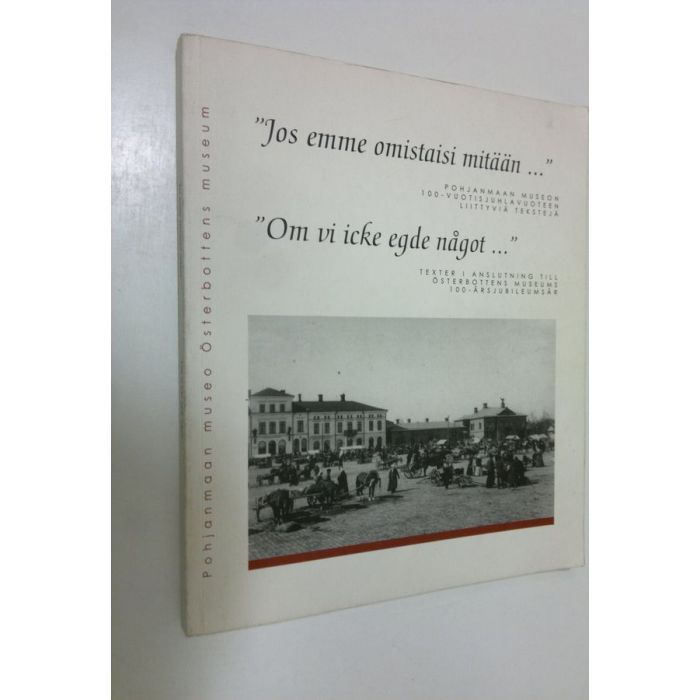 Pohjanmaan museo Österbottens museum
"Jos emme omistaisi mitään ..."
POHJANMAAN MUSEON
100-VUOTISJUHLAVUOTEEN
LIITTYVIÄ TEKSTEJÄ
"Om vi icke egde något ..."
TEXTER I ANSLUTNING TILL
ÖSTERBOTTENS MUSEUMS
100-ÅRSJUBILEUMSÅR